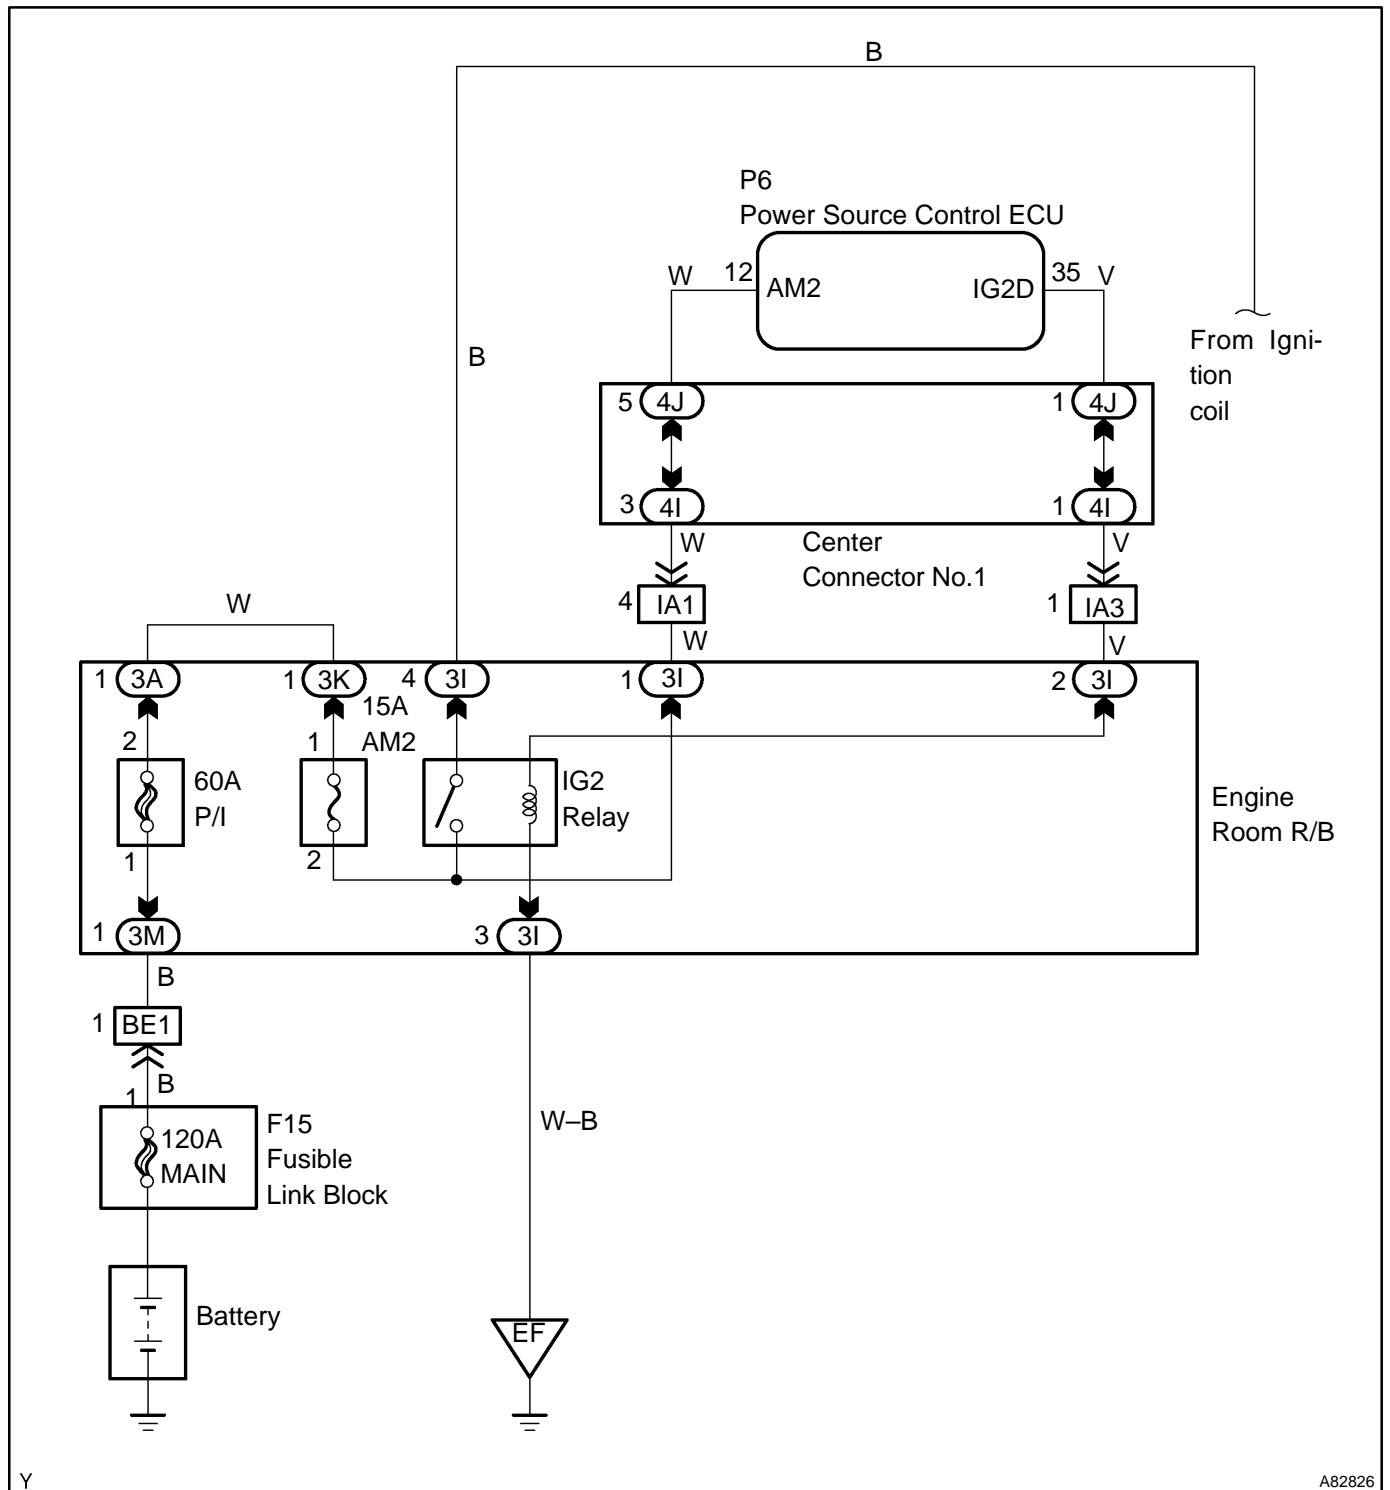 B
P6
Power Source Control ECU
W
12
AM2
IG2D
35
V
From Igni-
tion
coil
B
5
4J
1
4J
3
4I
1
4I
W
Center
Connector No.1
V
4
IA1
1
IA3
W
W
V
1
3A
1
3K
4
3I
1
3I
2
3I
15A
AM2
2
1
60A
P/I
IG2
Relay
Engine
Room R/B
1
2
1
3M
3
3I
B
1
BE1
B
1
F15
Fusible
Link Block
120A
MAIN
W–B
Battery
EF
Y
A82826